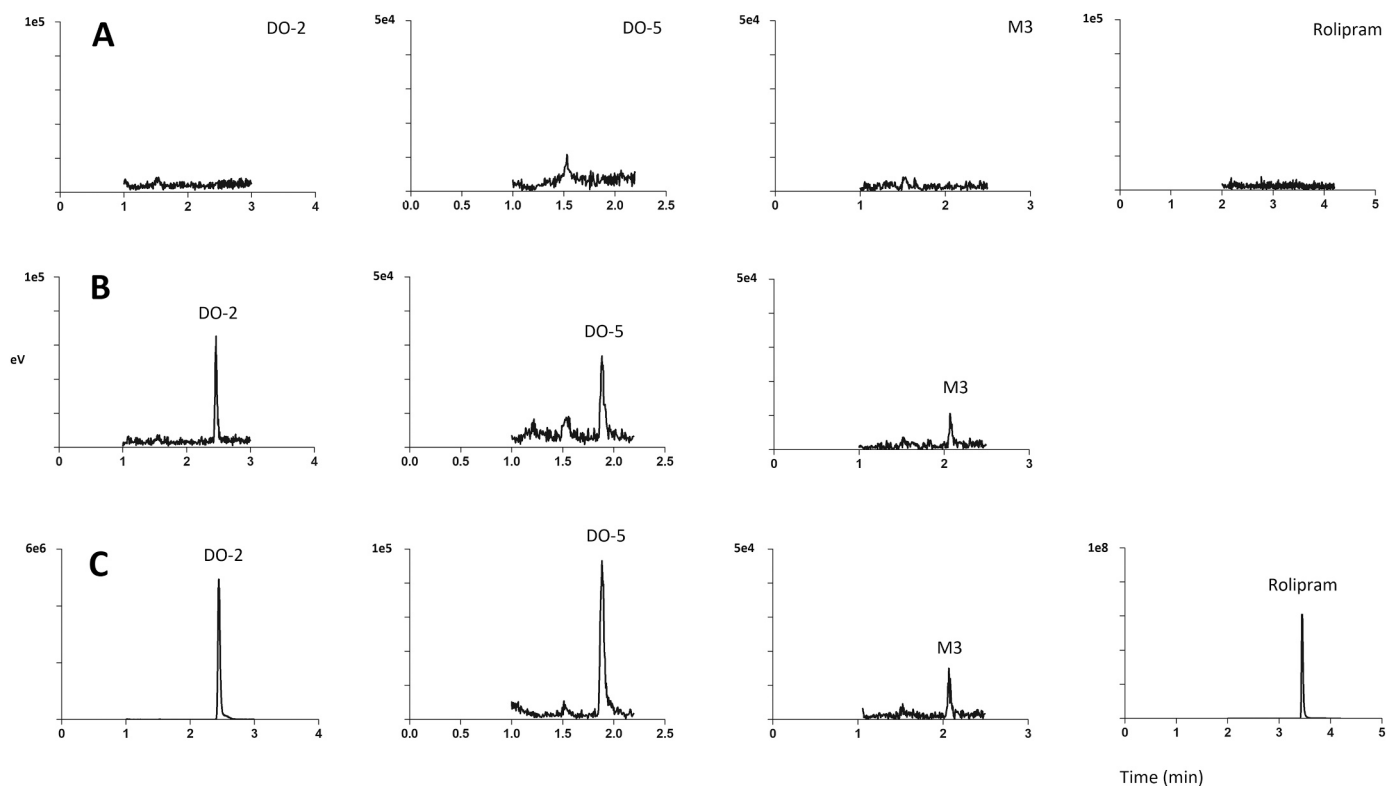 A
1e5 DO-2
0 1 2 3 4
5e4 DO-5
0.0 0.5 1.0 1.5 2.0 2.5
5e4 M3
0 1 2 3
1e5 Rolipram
0 1 2 3 4 5
B
eV
1e5 DO-2
0 1 2 3 4
5e4 DO-5
0.0 0.5 1.0 1.5 2.0 2.5
5e4 M3
0 1 2 3
C
6e6 DO-2
0 1 2 3 4
1e5 DO-5
0.0 0.5 1.0 1.5 2.0 2.5
5e4 M3
0 1 2 3
1e8 Rolipram
0 1 2 3 4 5
Time (min)